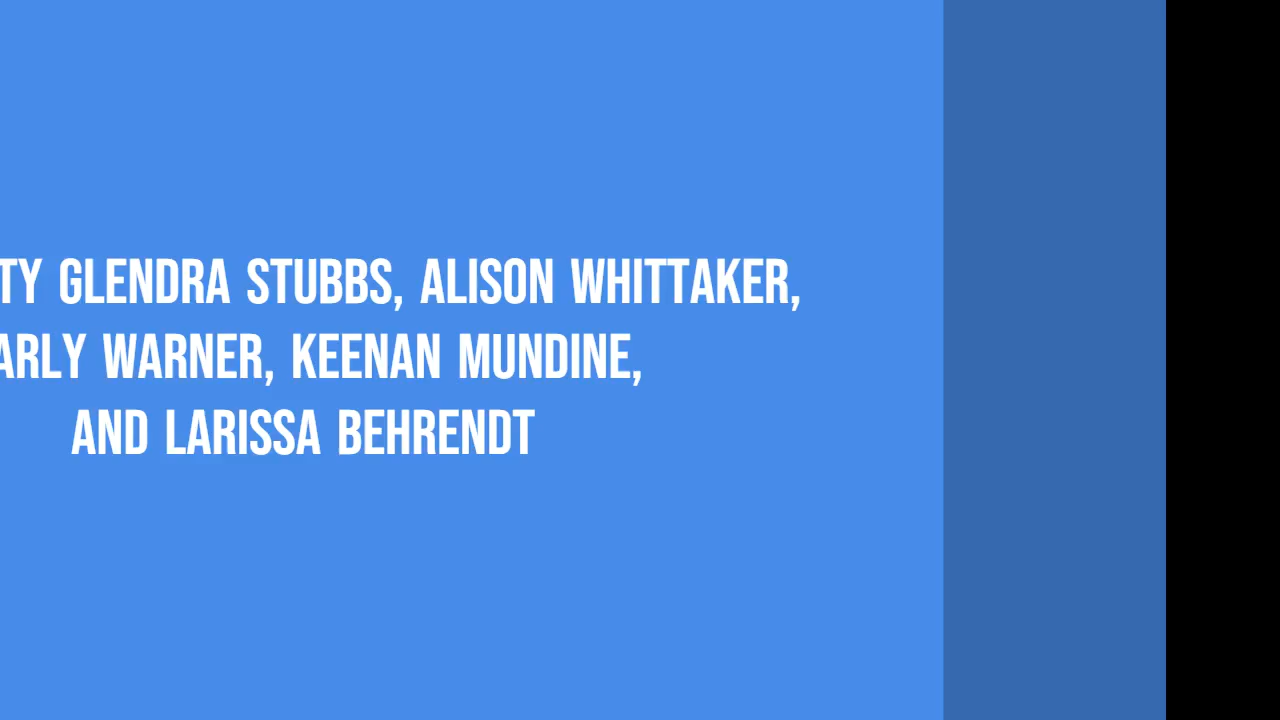 TY GLENDRA STUBBS, ALISON WHITTAKER,
ARLY WARNER, KEENAN MUNDINE,
AND LARISSA BEHRENDT